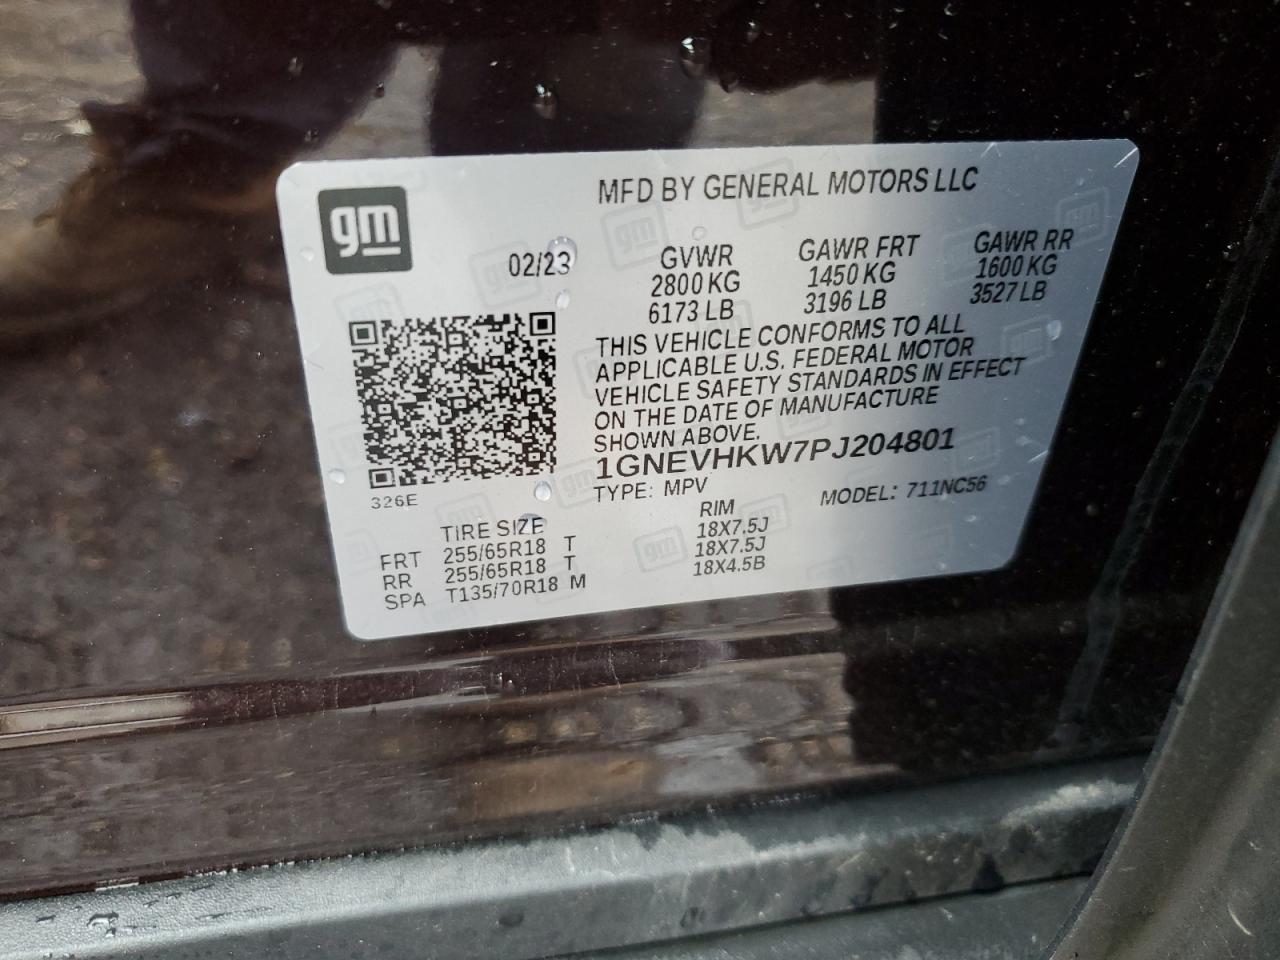 gm
MFD BY GENERAL MOTORS LLC
02/23
GVWR GAWR FRT GAWR RR
2800 KG 1450 KG 1600 KG
6173 LB 3196 LB 3527 LB
THIS VEHICLE CONFORMS TO ALL
APPLICABLE U.S. FEDERAL MOTOR
VEHICLE SAFETY STANDARDS IN EFFECT
ON THE DATE OF MANUFACTURE
SHOWN ABOVE.
1GNEVHKW7PJ204801
TYPE: MPV MODEL: 711NC56
326E
TIRE SIZE RIM
FRT 255/65R18 T 18X7.5J
RR 255/65R18 T 18X7.5J
SPA T135/70R18 M 18X4.5B